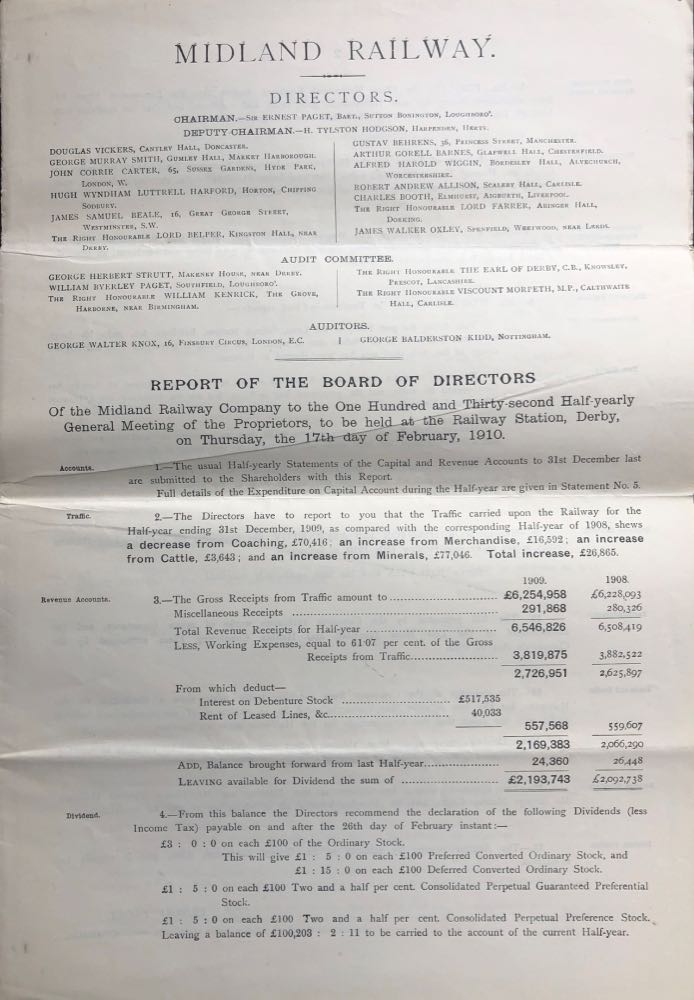 MIDLAND RAILWAY.
DIRECTORS.
CHAIRMAN.—SIR ERNEST PAGET, BART., SUTTON BONINGTON, LOUGHBORO'.
DEPUTY-CHAIRMAN.—H. TYLSTON HODGSON, HARPENDEN, HERTS.
DOUGLAS VICKERS, CANTLEY HALL, DONCASTER.
GEORGE MURRAY SMITH, GUMLEY HALL, MARKET HARBOROUGH.
JOHN CORRIE CARTER, 65, SUSSEX GARDENS, HYDE PARK,
LONDON, W.
HUGH WYNDHAM LUTTRELL HARFORD, HORTON, CHIPPING
SODBURY.
JAMES SAMUEL BEALE, 16, GREAT GEORGE STREET,
WESTMINSTER, S.W.
THE RIGHT HONOURABLE LORD BELPER, KINGSTON HALL, NEAR
DERBY.
GUSTAV BEHRENS, 36, PRINCESS STREET, MANCHESTER.
ARTHUR GORELL BARNES, GLAPWELL HALL, CHESTERFIELD.
ALFRED HAROLD WIGGIN, BORDESLEY HALL, ALVECHURCH,
WORCESTERSHIRE.
ROBERT ANDREW ALLISON, SCALEBY HALL, CARLISLE.
CHARLES BOOTH, ELMHURST, AIGBURTH, LIVERPOOL.
THE RIGHT HONOURABLE LORD FARRER, ABINGER HALL,
DORKING.
JAMES WALKER OXLEY, SPENFIELD, WEETWOOD, NEAR LEEDS.
AUDIT COMMITTEE.
GEORGE HERBERT STRUTT, MAKENEY HOUSE, NEAR DERBY.
WILLIAM BYERLEY PAGET, SOUTHFIELD, LOUGHBORO'.
THE RIGHT HONOURABLE WILLIAM KENRICK, THE GROVE,
HARBORNE, NEAR BIRMINGHAM.
THE RIGHT HONOURABLE THE EARL OF DERBY, C.B., KNOWSLEY,
PRESCOT, LANCASHIRE.
THE RIGHT HONOURABLE VISCOUNT MORPETH, M.P., CALTHWAITE
HALL, CARLISLE.
AUDITORS.
GEORGE WALTER KNOX, 16, FINSBURY CIRCUS, LONDON, E.C. | GEORGE BALDERSTON KIDD, NOTTINGHAM.
REPORT OF THE BOARD OF DIRECTORS
Of the Midland Railway Company to the One Hundred and Thirty-second Half-yearly
General Meeting of the Proprietors, to be held at the Railway Station, Derby,
on Thursday, the 17th day of February, 1910.
Accounts. 1.—The usual Half-yearly Statements of the Capital and Revenue Accounts to 31st December last
are submitted to the Shareholders with this Report.
Full details of the Expenditure on Capital Account during the Half-year are given in Statement No. 5.
Traffic. 2.—The Directors have to report to you that the Traffic carried upon the Railway for the
Half-year ending 31st December, 1909, as compared with the corresponding Half-year of 1908, shews
a decrease from Coaching, £70,416; an increase from Merchandise, £16,592; an increase
from Cattle, £3,643; and an increase from Minerals, £77,046. Total increase, £26,865.
1909. 1908.
Revenue Accounts. 3.—The Gross Receipts from Traffic amount to .......... £6,254,958 £6,228,093
Miscellaneous Receipts .......... 291,868 280,326
Total Revenue Receipts for Half-year .......... 6,546,826 6,508,419
LESS, Working Expenses, equal to 61·07 per cent. of the Gross
Receipts from Traffic.......... 3,819,875 3,882,522
2,726,951 2,625,897
From which deduct—
Interest on Debenture Stock .......... £517,535
Rent of Leased Lines, &c.......... 40,033
557,568 559,607
2,169,383 2,066,290
ADD, Balance brought forward from last Half-year.......... 24,360 26,448
LEAVING available for Dividend the sum of .......... £2,193,743 £2,092,738
Dividend. 4.—From this balance the Directors recommend the declaration of the following Dividends (less
Income Tax) payable on and after the 26th day of February instant:—
£3 : 0 : 0 on each £100 of the Ordinary Stock.
This will give £1 : 5 : 0 on each £100 Preferred Converted Ordinary Stock, and
£1 : 15 : 0 on each £100 Deferred Converted Ordinary Stock.
£1 : 5 : 0 on each £100 Two and a half per cent. Consolidated Perpetual Guaranteed Preferential
Stock.
£1 : 5 : 0 on each £100 Two and a half per cent. Consolidated Perpetual Preference Stock.
Leaving a balance of £100,203 : 2 : 11 to be carried to the account of the current Half-year.